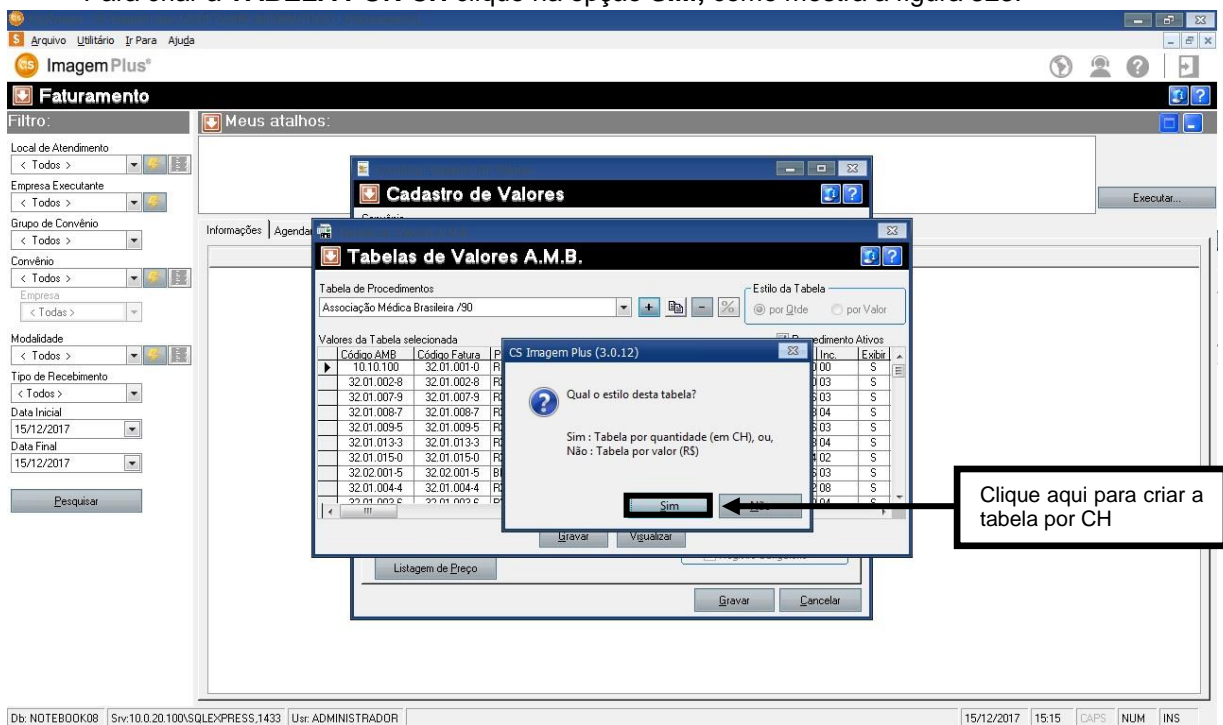 Arquivo Utilitário Ir Para Ajuda
CS ImagemPlus®
Faturamento
Filtro:
Meus atalhos:
Local de Atendimento
< Todos >
Empresa Executante
< Todos >
Grupo de Convênio
< Todos >
Convênio
< Todos >
Empresa
< Todas >
Modalidade
< Todos >
Tipo de Recebimento
< Todos >
Data Inicial
15/12/2017
Data Final
15/12/2017
Pesquisar
Executar...
Informações
Cadastro de Valores
Tabelas de Valores A.M.B.
Tabela de Procedimentos
Associação Médica Brasileira /90
Estilo da Tabela
por Qtde por Valor
Valores da Tabela selecionada
Ativos
Código AMB Código Fatura Inc. Exibir
10.10.100 32.01.001-0 S
32.01.002-8 32.01.002-8 S
32.01.007-9 32.01.007-9 S
32.01.008-7 32.01.008-7 S
32.01.009-5 32.01.009-5 S
32.01.013-3 32.01.013-3 S
32.01.015-0 32.01.015-0 S
32.02.001-5 32.02.001-5 S
32.01.004-4 32.01.004-4 S
CS Imagem Plus (3.0.12)
Qual o estilo desta tabela?
Sim : Tabela por quantidade (em CH), ou,
Não : Tabela por valor (R$)
Sim
Clique aqui para criar a
tabela por CH
Gravar Visualizar
Listagem de Preço
Gravar Cancelar
Db: NOTEBOOK08 Srv:10.0.20.100\SQLEXPRESS,1433 Usr: ADMINISTRADOR 15/12/2017 15:15 CAPS NUM INS